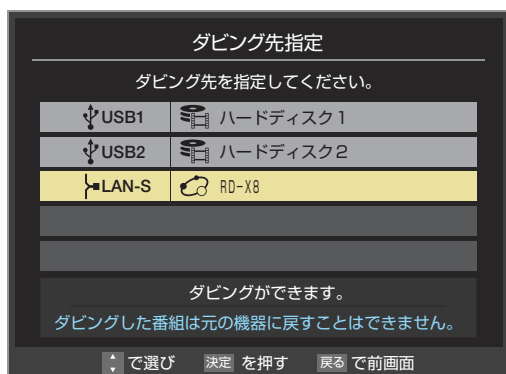 ダビング先指定
ダビング先を指定してください。
USB1 ハードディスク1
USB2 ハードディスク2
LAN-S RD-X8
ダビングができます。
ダビングした番組は元の機器に戻すことはできません。
で選び 決定 を押す 戻る で前画面